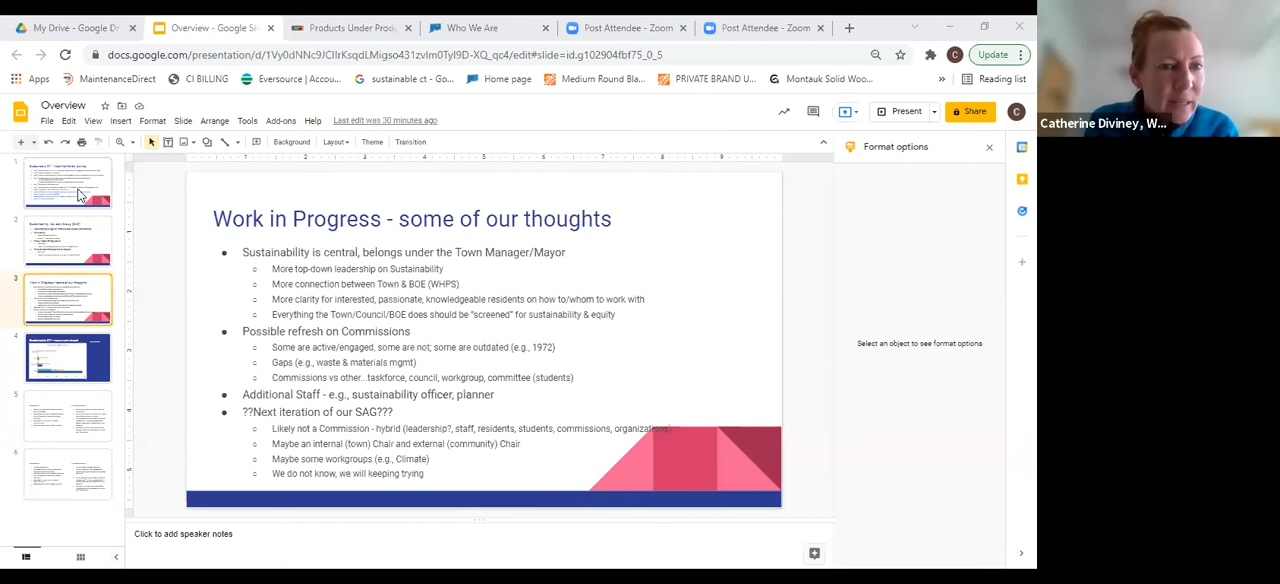 My Drive - Google Dr
Overview - Google Sli
Products Under Prod
Who We Are
Post Attendee - Zoom
Post Attendee - Zoom
docs.google.com/presentation/d/
Update
Apps
MaintenanceDirect
CI BILLING
Eversource | Accou...
sustainable ct - Go...
Home page
Medium Round Bla...
PRIVATE BRAND U...
Montauk Solid Woo...
»
Reading list
Overview
File Edit View Insert Format Slide Arrange Tools Add-ons Help Last edit was 30 minutes ago
Present
Share
C
Background Layout Theme Transition
Format options
Select an object to see format options
1
2
3
4
5
6
Work in Progress - some of our thoughts
● Sustainability is central, belongs under the Town Manager/Mayor
○ More top-down leadership on Sustainability
○ More connection between Town & BOE (WHPS)
○ More clarity for interested, passionate, knowledgeable residents on how to/whom to work with
○ Everything the Town/Council/BOE does should be "screened" for sustainability & equity
● Possible refresh on Commissions
○ Some are active/engaged, some are not; some are outdated (e.g., 1972)
○ Gaps (e.g., waste & materials mgmt)
○ Commissions vs other...taskforce, council, workgroup, committee (students)
● Additional Staff - e.g., sustainability officer, planner
● ??Next iteration of our SAG???
○ Likely not a Commission - hybrid (leadership?, staff, residents, students, commissions, organizations)
○ Maybe an internal (town) Chair and external (community) Chair
○ Maybe some workgroups (e.g., Climate)
○ We do not know, we will keeping trying
Click to add speaker notes
Catherine Diviney, W...